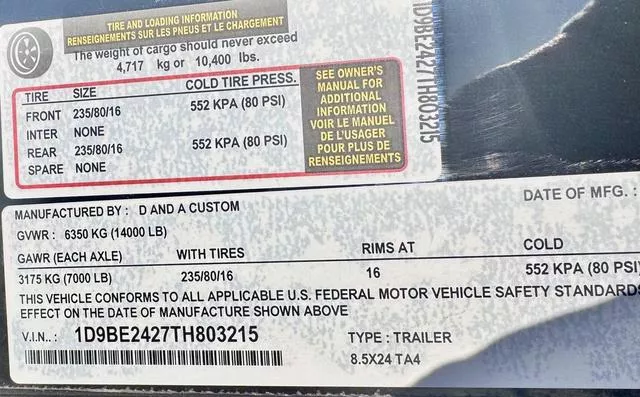 TIRE AND LOADING INFORMATION
RENSEIGNEMENTS SUR LES PNEUS ET LE CHARGEMENT
The weight of cargo should never exceed
4,717 kg or 10,400 lbs.
TIRE SIZE COLD TIRE PRESS.
FRONT 235/80/16 552 KPA (80 PSI)
INTER NONE
REAR 235/80/16 552 KPA (80 PSI)
SPARE NONE
SEE OWNER'S
MANUAL FOR
ADDITIONAL
INFORMATION
VOIR LE MANUEL
DE L'USAGER
POUR PLUS DE
RENSEIGNEMENTS
1D9BE2427TH803215
MANUFACTURED BY : D AND A CUSTOM DATE OF MFG. :
GVWR : 6350 KG (14000 LB)
GAWR (EACH AXLE) WITH TIRES RIMS AT COLD
3175 KG (7000 LB) 235/80/16 16 552 KPA (80 PSI)
THIS VEHICLE CONFORMS TO ALL APPLICABLE U.S. FEDERAL MOTOR VEHICLE SAFETY STANDARDS
EFFECT ON THE DATE OF MANUFACTURE SHOWN ABOVE
V.I.N.: 1D9BE2427TH803215 TYPE : TRAILER
8.5X24 TA4